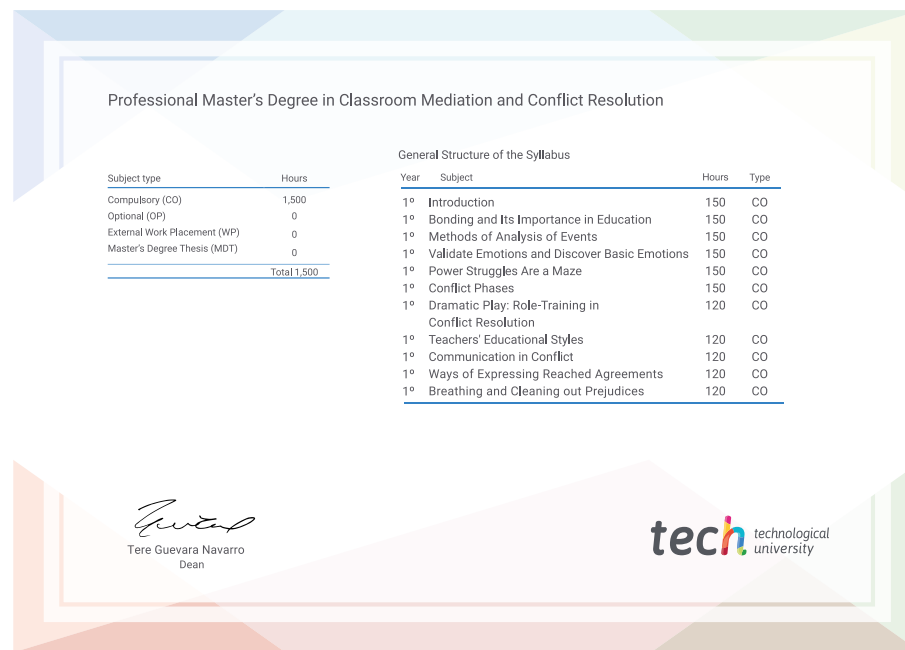 Professional Master's Degree in Classroom Mediation and Conflict Resolution
Subject type Hours
Compulsory (CO) 1,500
Optional (OP) 0
External Work Placement (WP) 0
Master's Degree Thesis (MDT) 0
Total 1,500
General Structure of the Syllabus
Year Subject Hours Type
1º Introduction 150 CO
1º Bonding and Its Importance in Education 150 CO
1º Methods of Analysis of Events 150 CO
1º Validate Emotions and Discover Basic Emotions 150 CO
1º Power Struggles Are a Maze 150 CO
1º Conflict Phases 150 CO
1º Dramatic Play: Role-Training in 120 CO
Conflict Resolution
1º Teachers' Educational Styles 120 CO
1º Communication in Conflict 120 CO
1º Ways of Expressing Reached Agreements 120 CO
1º Breathing and Cleaning out Prejudices 120 CO
Tere Guevara Navarro
Dean
tech technological
university